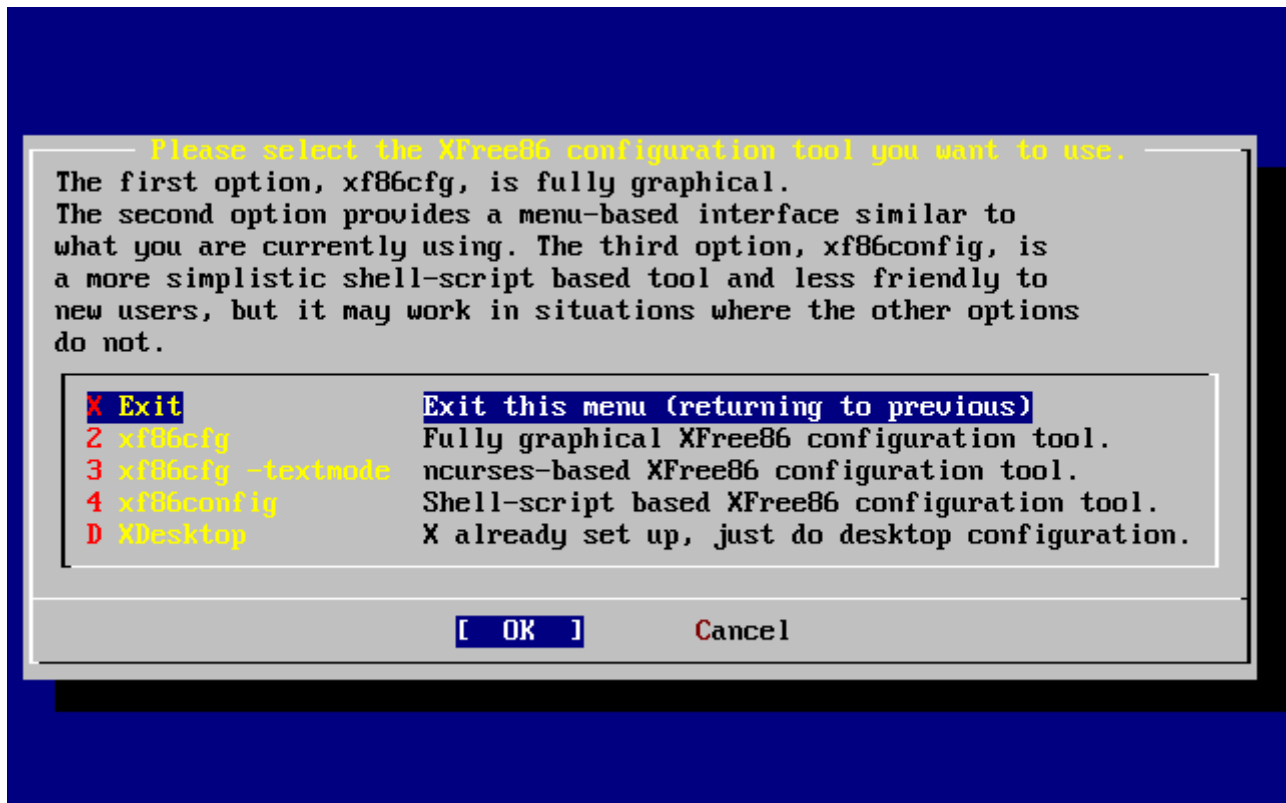 Please select the XFree86 configuration tool you want to use.
The first option, xf86cfg, is fully graphical.
The second option provides a menu-based interface similar to
what you are currently using. The third option, xf86config, is
a more simplistic shell-script based tool and less friendly to
new users, but it may work in situations where the other options
do not.
X Exit Exit this menu (returning to previous)
2 xf86cfg Fully graphical XFree86 configuration tool.
3 xf86cfg -textmode ncurses-based XFree86 configuration tool.
4 xf86config Shell-script based XFree86 configuration tool.
D XDesktop X already set up, just do desktop configuration.
[ OK ] Cancel